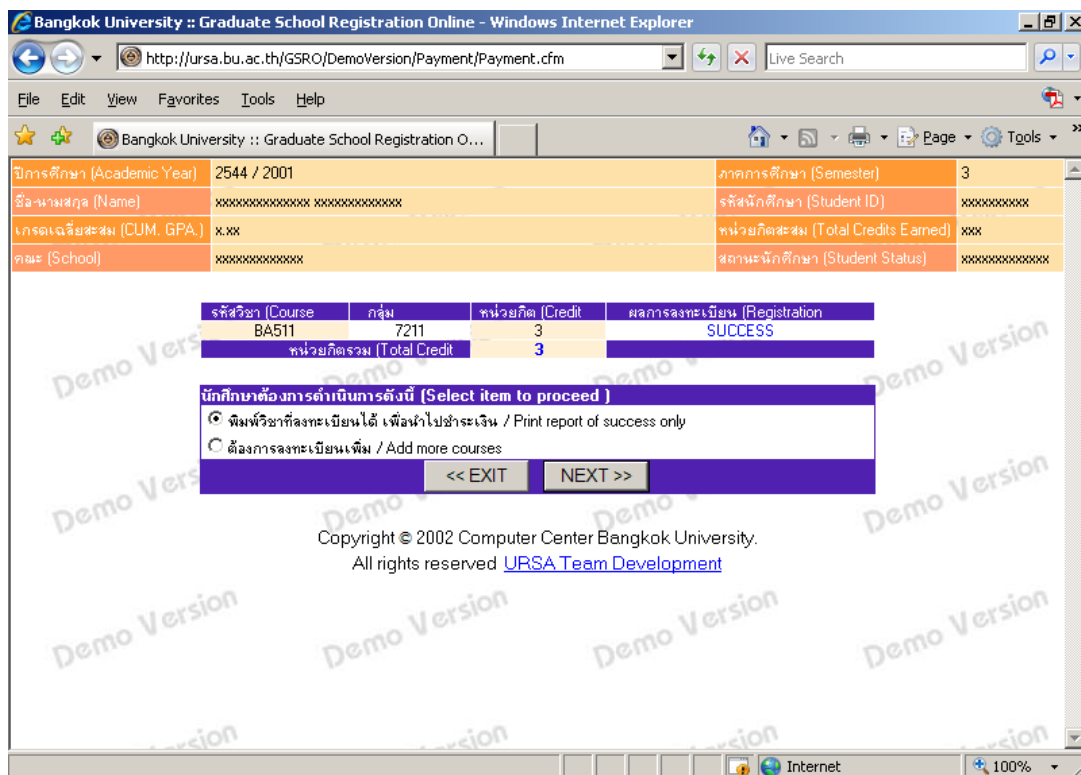 Bangkok University :: Graduate School Registration Online - Windows Internet Explorer
http://ursa.bu.ac.th/GSRO/DemoVersion/Payment/Payment.cfm Live Search
File Edit View Favorites Tools Help
Bangkok University :: Graduate School Registration O... Page Tools
ปีการศึกษา (Academic Year) 2544 / 2001 ภาคการศึกษา (Semester) 3
ชื่อ-นามสกุล (Name) xxxxxxxxxxxxxx xxxxxxxxxxxxx รหัสนักศึกษา (Student ID) xxxxxxxxxx
เกรดเฉลี่ยสะสม (CUM. GPA.) x.xx หน่วยกิตสะสม (Total Credits Earned) xxx
คณะ (School) xxxxxxxxxxxxx สถานะนักศึกษา (Student Status) xxxxxxxxxxxxx
รหัสวิชา (Course กลุ่ม หน่วยกิต (Credit ผลการลงทะเบียน (Registration
BA511 7211 3 SUCCESS
หน่วยกิตรวม (Total Credit 3
นักศึกษาต้องการดำเนินการดังนี้ (Select item to proceed )
พิมพ์วิชาที่ลงทะเบียนได้ เพื่อนำไปชำระเงิน / Print report of success only
ต้องการลงทะเบียนเพิ่ม / Add more courses
<< EXIT NEXT >>
Copyright © 2002 Computer Center Bangkok University.
All rights reserved URSA Team Development
Demo Version Demo Version Demo Version Demo Version
Internet 100%